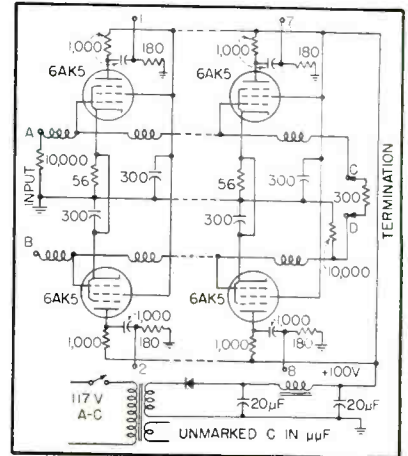 1
7
1,000
180
1,000
180
6AK5
6AK5
A
10,000
INPUT
56
300
300
56
300
300
C
300
D
TERMINATION
B
10,000
6AK5
6AK5
1,000
180
1,000
1,000
180
1,000
2
8
+100V
117 V
A-C
20μF
20μF
UNMARKED C IN μμF